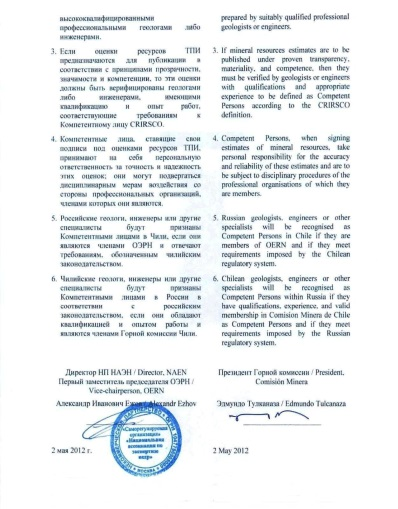 высококвалифицированными
профессиональными геологами либо
инженерами.
3. Если оценки ресурсов ТПИ
предназначаются для публикации в
соответствии с принципами прозрачности,
значимости и компетенции, то эти оценки
должны быть верифицированы геологами
либо инженерами, имеющими
квалификацию и опыт работ,
соответствующие требованиям к
Компетентному лицу CRIRSCO.
4. Компетентные лица, ставящие свои
подписи под оценками ресурсов ТПИ,
принимают на себя персональную
ответственность за точность и надежность
этих оценок; они могут подвергаться
дисциплинарным мерам воздействия со
стороны профессиональных организаций,
членами которых они являются.
5. Российские геологи, инженеры или другие
специалисты будут признаны
Компетентными лицами в Чили, если они
являются членами ОЭРН и отвечают
требованиям, обозначенным чилийским
законодательством.
6. Чилийские геологи, инженеры или другие
специалисты будут признаны
Компетентными лицами в России в
соответствии с российским
законодательством, если они обладают
квалификацией и опытом работы и
являются членами Горной комиссии Чили.
Директор НП НАЭН / Director, NAEN
Первый заместитель председателя ОЭРН /
Vice-chairperson, OERN
Александр Иванович Ежов / Alexandr Ezhov
«Саморегулируемая
организация»
«Национальная
ассоциация по
экспертизе
недр»
МОСКВА
2 мая 2012 г.
prepared by suitably qualified professional
geologists or engineers.
3. If mineral resources estimates are to be
published under proven transparency,
materiality, and competence, then they
must be verified by geologists or engineers
with qualifications and appropriate
experience to be defined as Competent
Persons according to the CRIRSCO
definition.
4. Competent Persons, when signing
estimates of mineral resources, take
personal responsibility for the accuracy
and reliability of these estimates and are to
be subject to disciplinary procedures of the
professional organisations of which they
are members.
5. Russian geologists, engineers or other
specialists will be recognised as
Competent Persons in Chile if they are
members of OERN and if they meet
requirements imposed by the Chilean
regulatory system.
6. Chilean geologists, engineers or other
specialists will be recognised as
Competent Persons within Russia if they
have qualifications, experience, and valid
membership in Comision Minera de Chile
as Competent Persons and if they meet
requirements imposed by the Russian
regulatory system.
Президент Горной комиссии / President,
Comisión Minera
Эдмундо Тулканаза / Edmundo Tulcanaza
2 May 2012